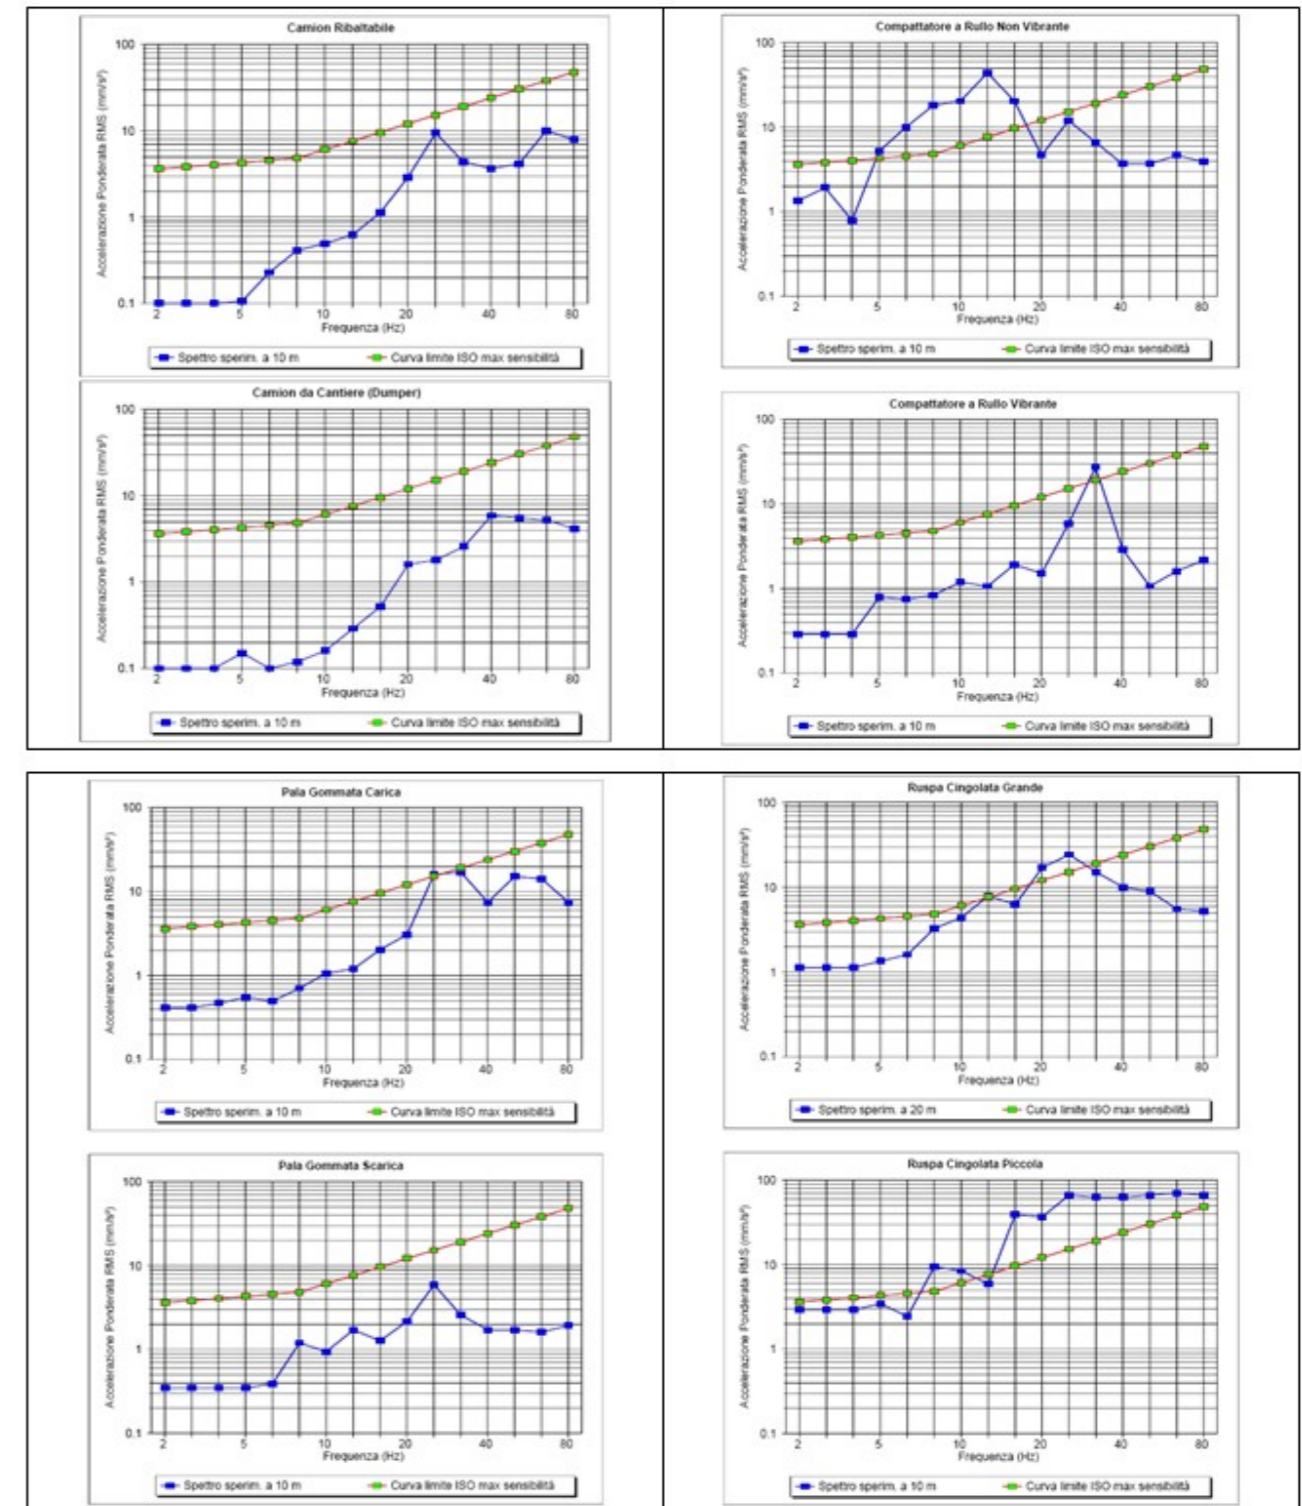 Camion Ribaltabile
Accelerazione Ponderata RMS (mm/s²)
100
10
1
0.1
2 5 10 20 40 80
Frequenza (Hz)
Spettro sperim. a 10 m Curva limite ISO max sensibilità
Camion da Cantiere (Dumper)
Accelerazione Ponderata RMS (mm/s²)
100
10
1
0.1
2 5 10 20 40 80
Frequenza (Hz)
Spettro sperim. a 10 m Curva limite ISO max sensibilità
Compattatore a Rullo Non Vibrante
Accelerazione Ponderata RMS (mm/s²)
100
10
1
0.1
2 5 10 20 40 80
Frequenza (Hz)
Spettro sperim. a 10 m Curva limite ISO max sensibilità
Compattatore a Rullo Vibrante
Accelerazione Ponderata RMS (mm/s²)
100
10
1
0.1
2 5 10 20 40 80
Frequenza (Hz)
Spettro sperim. a 10 m Curva limite ISO max sensibilità
Pala Gommata Carica
Accelerazione Ponderata RMS (mm/s²)
100
10
1
0.1
2 5 10 20 40 80
Frequenza (Hz)
Spettro sperim. a 10 m Curva limite ISO max sensibilità
Pala Gommata Scarica
Accelerazione Ponderata RMS (mm/s²)
100
10
1
0.1
2 5 10 20 40 80
Frequenza (Hz)
Spettro sperim. a 10 m Curva limite ISO max sensibilità
Ruspa Cingolata Grande
Accelerazione Ponderata RMS (mm/s²)
100
10
1
0.1
2 5 10 20 40 80
Frequenza (Hz)
Spettro sperim. a 20 m Curva limite ISO max sensibilità
Ruspa Cingolata Piccola
Accelerazione Ponderata RMS (mm/s²)
100
10
1
0.1
2 5 10 20 40 80
Frequenza (Hz)
Spettro sperim. a 10 m Curva limite ISO max sensibilità